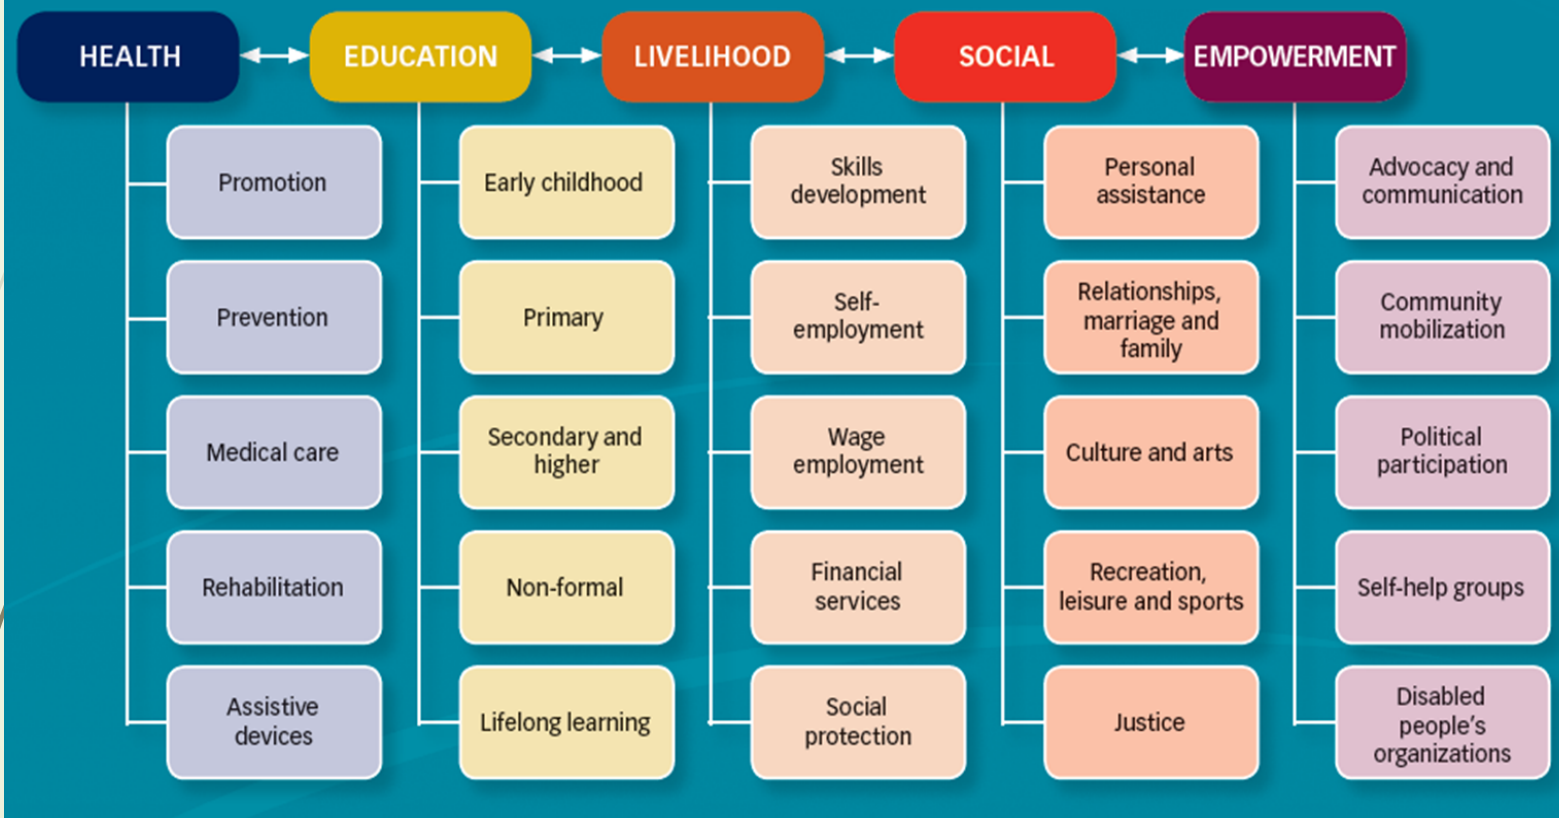 HEALTH
EDUCATION
LIVELIHOOD
SOCIAL
EMPOWERMENT
Promotion
Prevention
Medical care
Rehabilitation
Assistive
devices
Early childhood
Primary
Secondary and
higher
Non-formal
Lifelong learning
Skills
development
Self-
employment
Wage
employment
Financial
services
Social
protection
Personal
assistance
Relationships,
marriage and
family
Culture and arts
Recreation,
leisure and sports
Justice
Advocacy and
communication
Community
mobilization
Political
participation
Self-help groups
Disabled
people’s
organizations